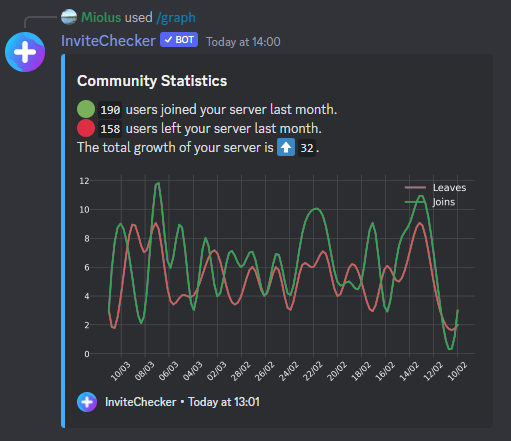 Miolus used /graph
InviteChecker ✔ BOT Today at 14:00
Community Statistics
190 users joined your server last month.
158 users left your server last month.
The total growth of your server is ⬆ 32.
Leaves
Joins
12
10
8
6
4
2
0
10/03 08/03 06/03 04/03 02/03 28/02 26/02 24/02 22/02 20/02 18/02 16/02 14/02 12/02 10/02
InviteChecker • Today at 13:01